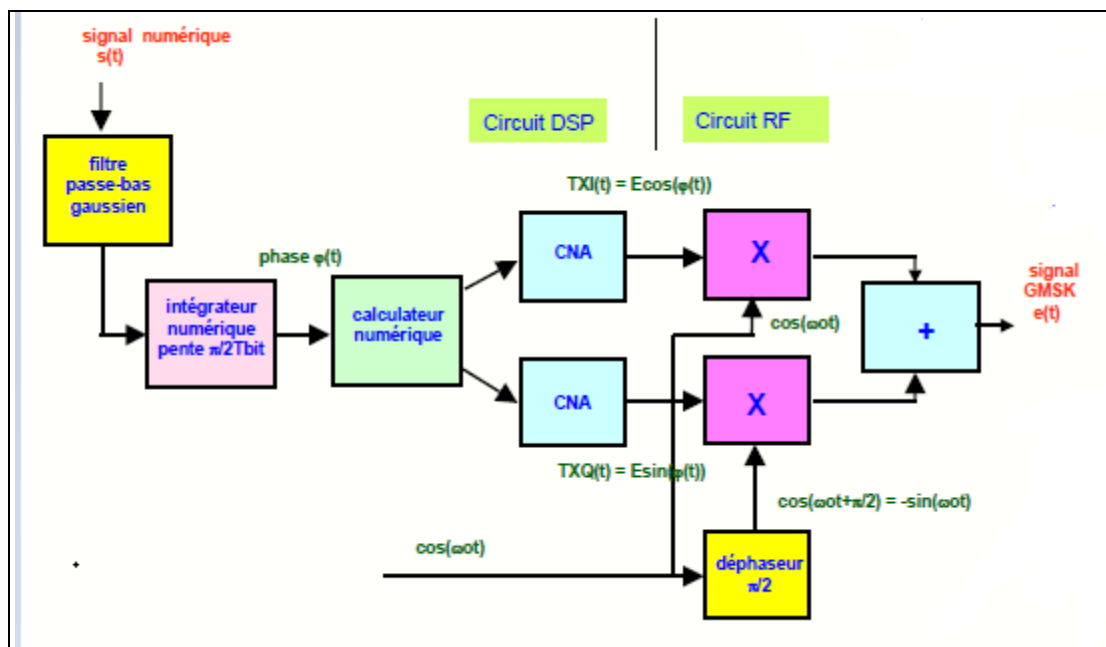 signal numérique
s(t)
Circuit DSP
Circuit RF
filtre
passe-bas
gaussien
TXI(t) = Ecos(φ(t))
CNA
X
phase φ(t)
signal
GMSK
e(t)
intégrateur
numérique
pente π/2Tbit
calculateur
numérique
cos(ωot)
+
CNA
X
TXQ(t) = Esin(φ(t))
cos(ωot+π/2) = -sin(ωot)
cos(ωot)
déphaseur
π/2